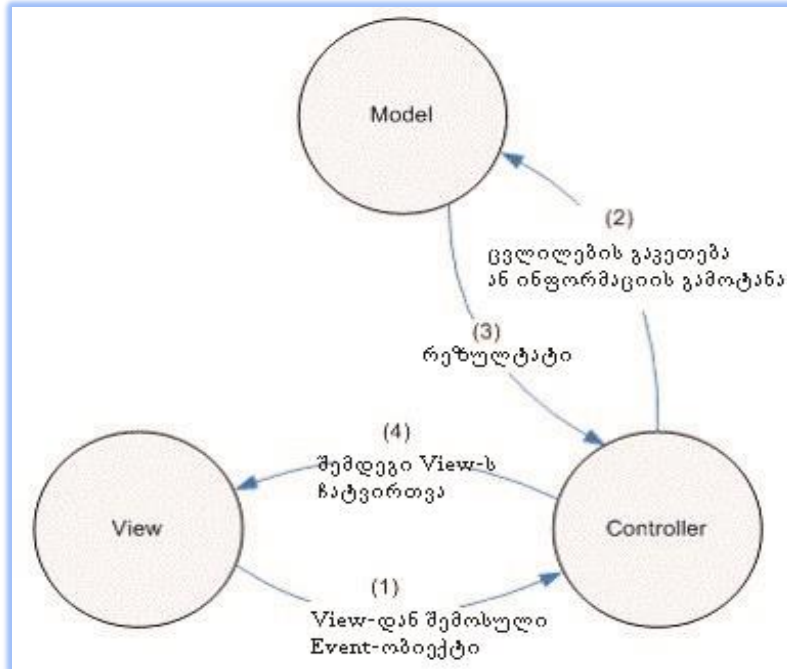 Model
(2)
ცვლილების გაკეთება
ან ინფორმაციის გამოტანა
(3)
რეზულტატი
(4)
შემდეგი View-ს
ჩატვირთვა
View
Controller
(1)
View-დან შემოსული
Event-ობიექტი